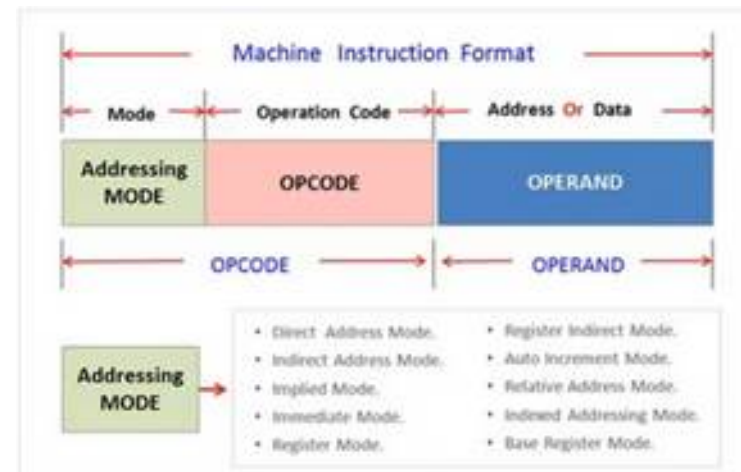 Machine Instruction Format
Mode
Operation Code
Address Or Data
Addressing
MODE
OPCODE
OPERAND
OPCODE
OPERAND
Addressing
MODE
• Direct Address Mode.
• Indirect Address Mode.
• Implied Mode.
• Immediate Mode.
• Register Mode.
• Register Indirect Mode.
• Auto Increment Mode.
• Relative Address Mode.
• Indexed Addressing Mode.
• Base Register Mode.